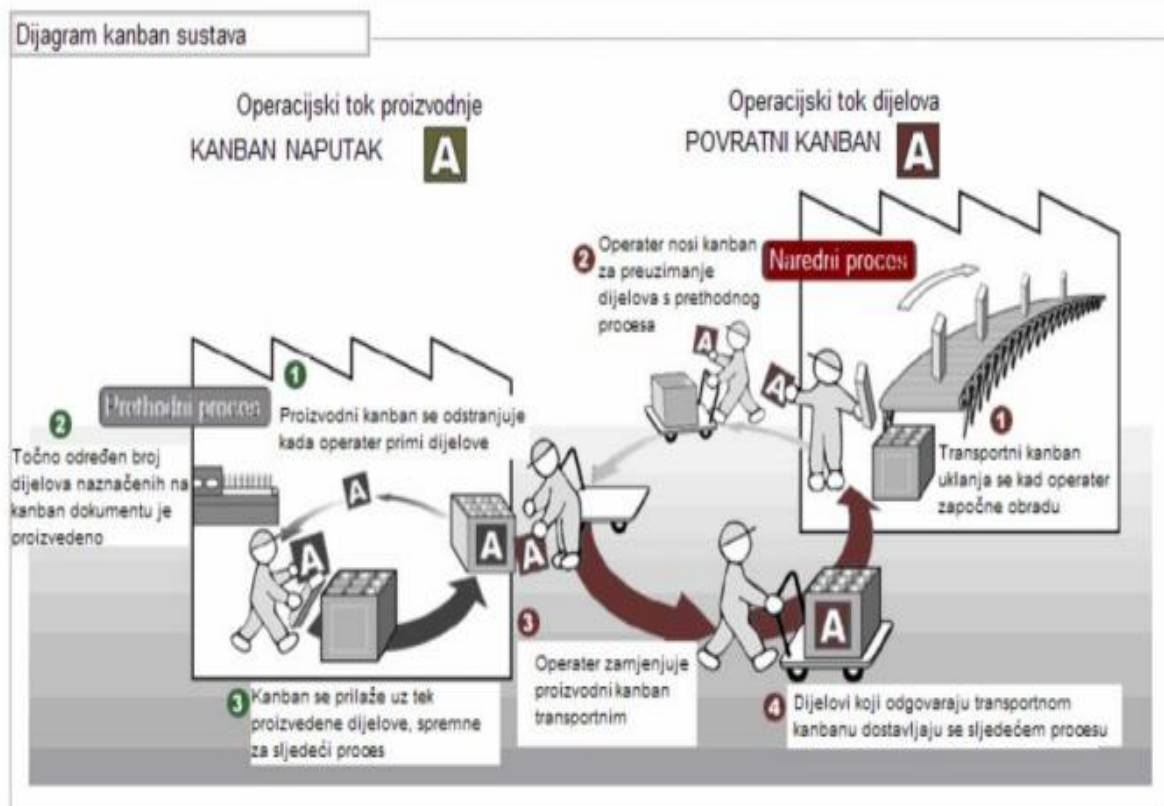 Dijagram kanban sustava
Operacijski tok proizvodnje
KANBAN NAPUTAK A
Operacijski tok dijelova
POVRATNI KANBAN A
2 Operater nosi kanban
za preuzimanje
dijelova s prethodnog
procesa
Naredni proces
A
A
1
Transportni kanban
uklanja se kad operater
započne obradu
Prethodni proces
1
Proizvodni kanban se odstranjuje
kada operater primi dijelove
2
Točno određen broj
dijelova naznačenih na
kanban dokumentu je
proizvedeno
A
A
A
A
3 Kanban se prilaže uz tek
proizvedene dijelove, spremne
za sljedeći proces
3
Operater zamjenjuje
proizvodni kanban
transportnim
A
4 Dijelovi koji odgovaraju transportnom
kanbanu dostavljaju se sljedećem procesu